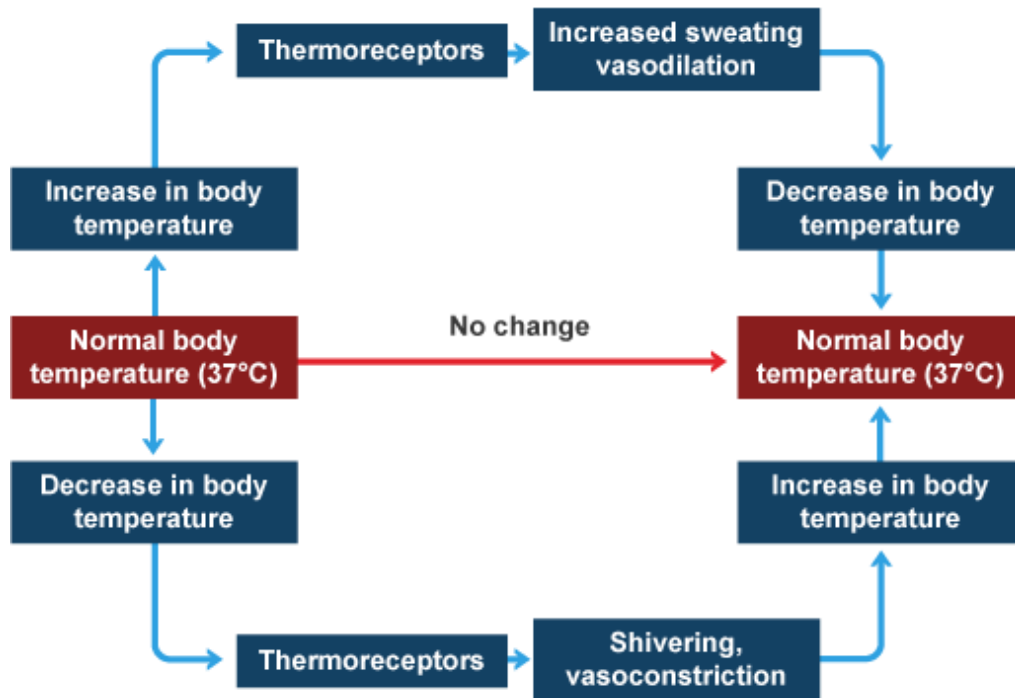 Thermoreceptors
Increased sweating
vasodilation
Increase in body
temperature
Decrease in body
temperature
Normal body
temperature (37°C)
No change
Normal body
temperature (37°C)
Decrease in body
temperature
Increase in body
temperature
Thermoreceptors
Shivering,
vasoconstriction